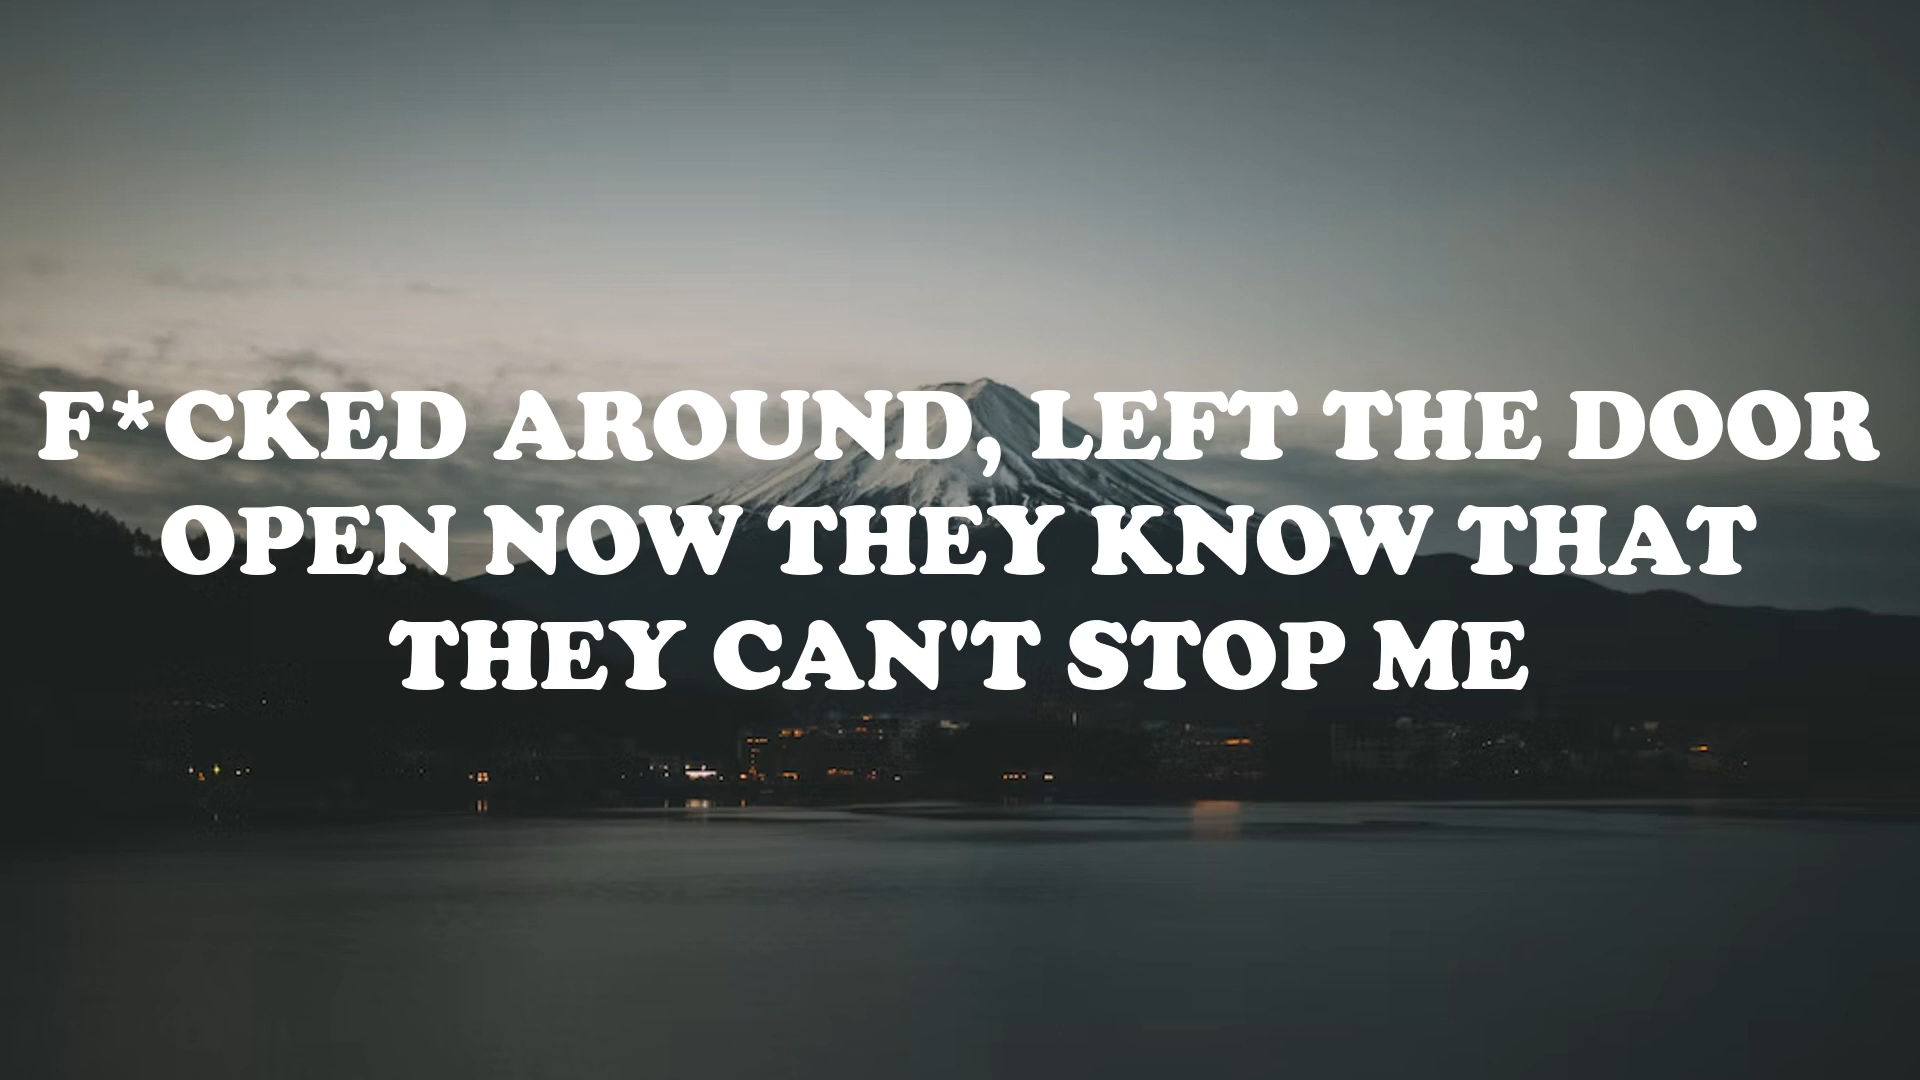 F*CKED AROUND, LEFT THE DOOR
OPEN NOW THEY KNOW THAT
THEY CAN'T STOP ME